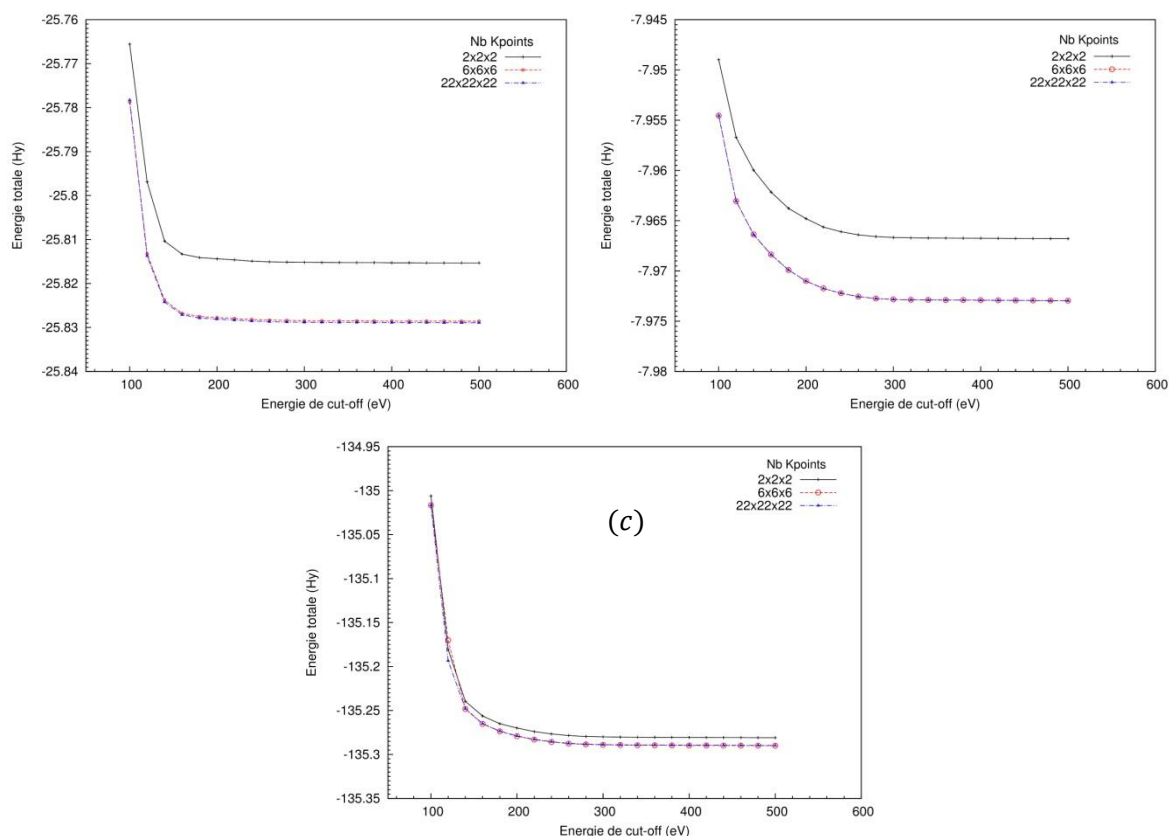 -25.76
-25.77
-25.78
-25.79
-25.8
-25.81
-25.82
-25.83
-25.84
Energie totale (Hy)
Nb Kpoints
2x2x2
6x6x6
22x22x22
100 200 300 400 500 600
Energie de cut-off (eV)
-7.945
-7.95
-7.955
-7.96
-7.965
-7.97
-7.975
-7.98
Energie totale (Hy)
Nb Kpoints
2x2x2
6x6x6
22x22x22
100 200 300 400 500 600
Energie de cut-off (eV)
-134.95
-135
-135.05
-135.1
-135.15
-135.2
-135.25
-135.3
-135.35
Energie totale (Hy)
Nb Kpoints
2x2x2
6x6x6
22x22x22
(c)
100 200 300 400 500 600
Energie de cut-off (eV)